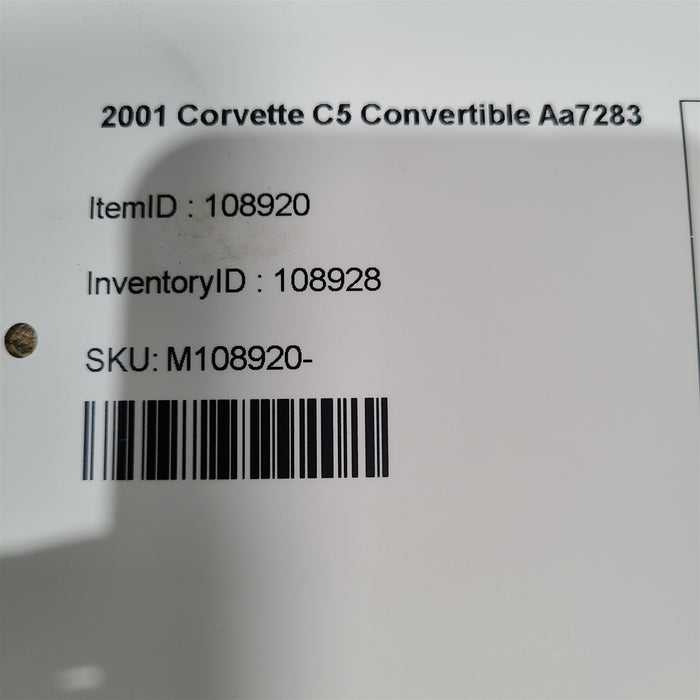 2001 Corvette C5 Convertible Aa7283
ItemID : 108920
InventoryID : 108928
SKU: M108920-